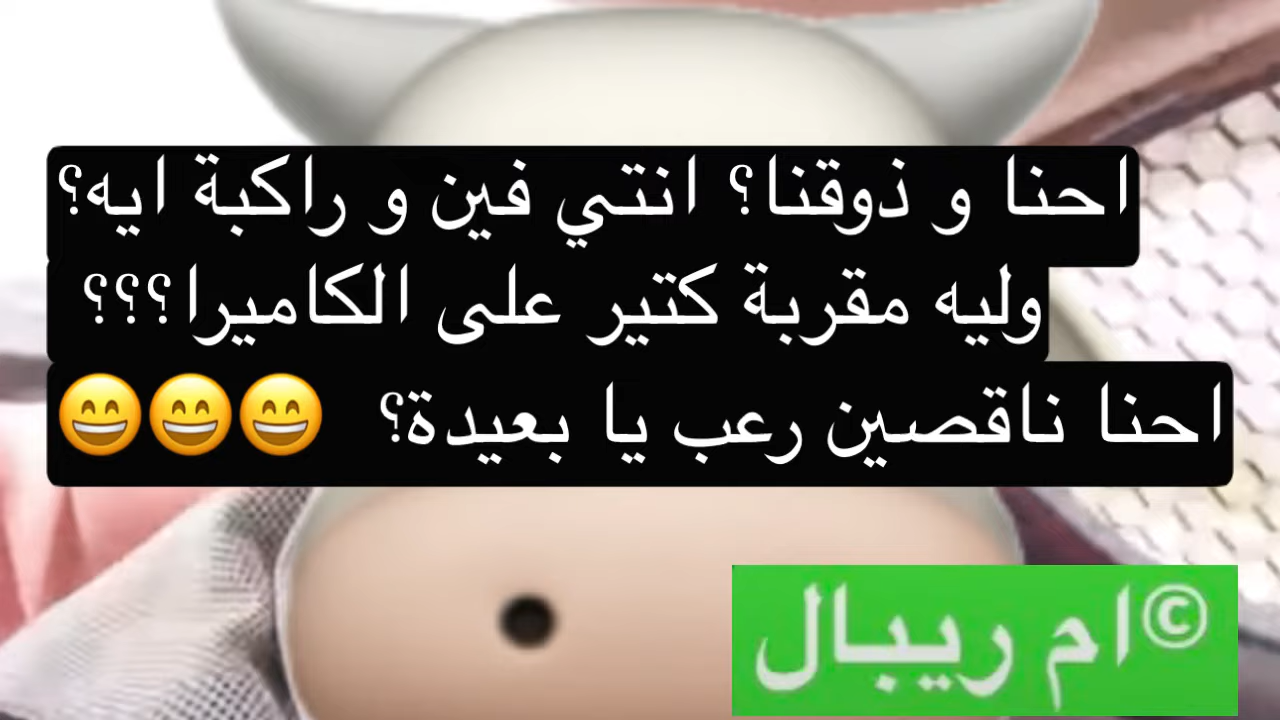 احنا و ذوقنا؟ انتي فين و راكبة ايه؟
وليه مقربة كتير على الكاميرا؟؟؟
احنا ناقصين رعب يا بعيدة؟ 😄😄😄
©ام ريبال